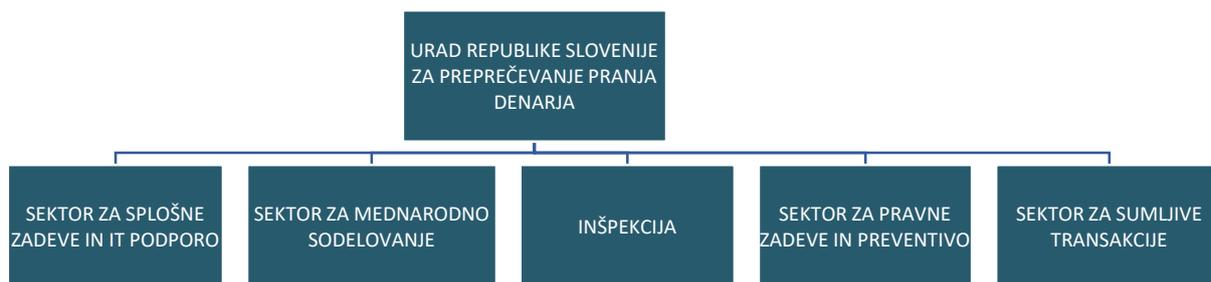 URAD REPUBLIKE SLOVENIJE
ZA PREPREČEVANJE PRANJA
DENARJA
SEKTOR ZA SPLOŠNE
ZADEVE IN IT PODPORO
SEKTOR ZA MEDNARODNO
SODELOVANJE
INŠPEKCIJA
SEKTOR ZA PRAVNE
ZADEVE IN PREVENTIVO
SEKTOR ZA SUMLJIVE
TRANSAKCIJE